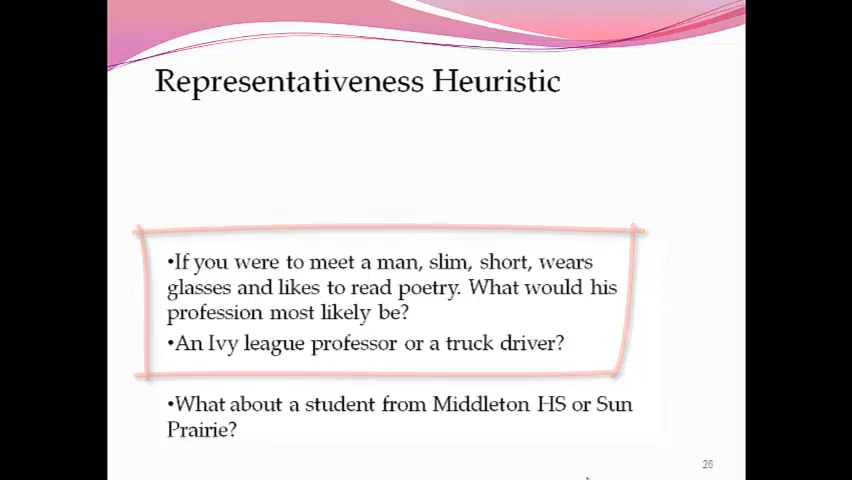 Representativeness Heuristic
•If you were to meet a man, slim, short, wears
glasses and likes to read poetry. What would his
profession most likely be?
•An Ivy league professor or a truck driver?
•What about a student from Middleton HS or Sun
Prairie?
26